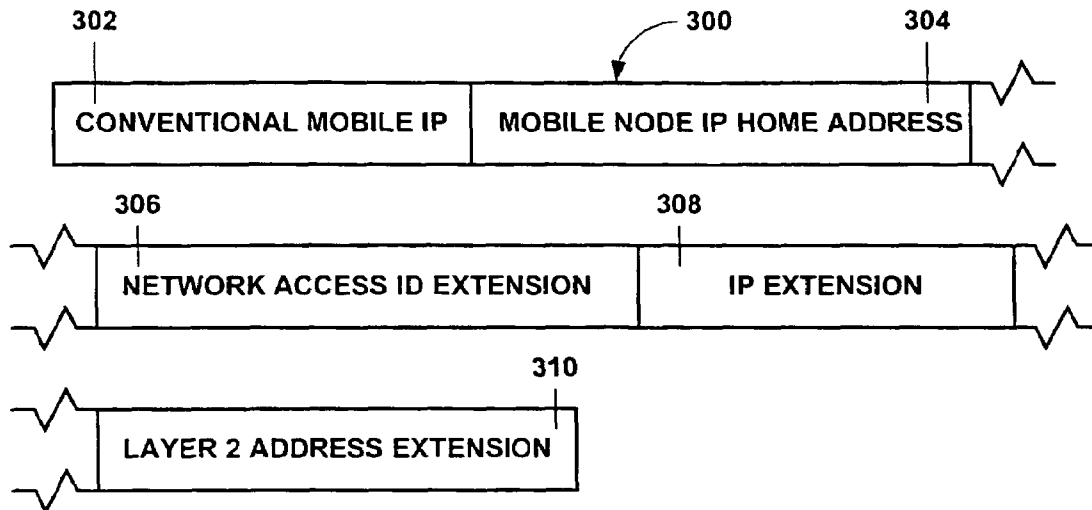 302 300 304
CONVENTIONAL MOBILE IP MOBILE NODE IP HOME ADDRESS
306 308
NETWORK ACCESS ID EXTENSION IP EXTENSION
310
LAYER 2 ADDRESS EXTENSION